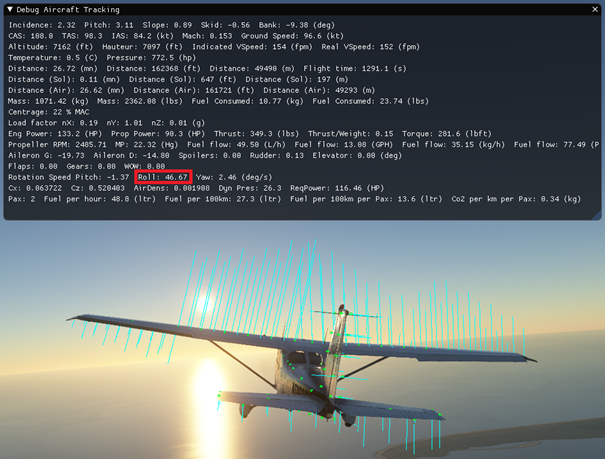 Debug Aircraft Tracking
Incidence: 2.32 Pitch: 3.11 Slope: 0.89 Skid: -0.56 Bank: -9.38 (deg)
CAS: 108.0 TAS: 98.3 IAS: 84.2 (kt) Mach: 0.153 Ground Speed: 96.6 (kt)
Altitude: 7162 (ft) Hauteur: 7097 (ft) Indicated VSpeed: 154 (fpm) Real VSpeed: 152 (fpm)
Temperature: 0.5 (C) Pressure: 772.5 (hp)
Distance: 26.72 (mn) Distance: 162368 (ft) Distance: 49490 (m) Flight time: 1291.1 (s)
Distance (Sol): 0.11 (mn) Distance (Sol): 647 (ft) Distance (Sol): 197 (m)
Distance (Air): 26.62 (mn) Distance (Air): 161721 (ft) Distance (Air): 49293 (m)
Mass: 1071.42 (kg) Mass: 2362.08 (lbs) Fuel Consumed: 10.77 (kg) Fuel Consumed: 23.74 (lbs)
Centrage: 22 % MAC
Load factor nX: 0.19 nY: 1.01 nZ: 0.01 (g)
Eng Power: 133.2 (HP) Prop Power: 98.3 (HP) Thrust: 349.3 (lbs) Thrust/Weight: 0.15 Torque: 281.6 (lbft)
Propeller RPM: 2485.71 MP: 22.32 (Hg) Fuel flow: 49.50 (L/h) Fuel flow: 13.08 (GPH) Fuel flow: 35.15 (kg/h) Fuel flow: 77.49 (P
Aileron G: -19.73 Aileron D: -14.80 Spoilers: 0.00 Rudder: 0.13 Elevator: 0.00 (deg)
Flaps: 0.00 Gears: 0.00 WOW: 0.00
Rotation Speed Pitch: -1.37 Roll: 46.67 Yaw: 2.46 (deg/s)
Cx: 0.063722 Cz: 0.520403 AirDens: 0.001900 Dyn Pres: 26.3 ReqPower: 116.46 (HP)
Pax: 2 Fuel per hour: 48.8 (ltr) Fuel per 100km: 27.3 (ltr) Fuel per 100km per Pax: 13.6 (ltr) Co2 per km per Pax: 0.34 (kg)